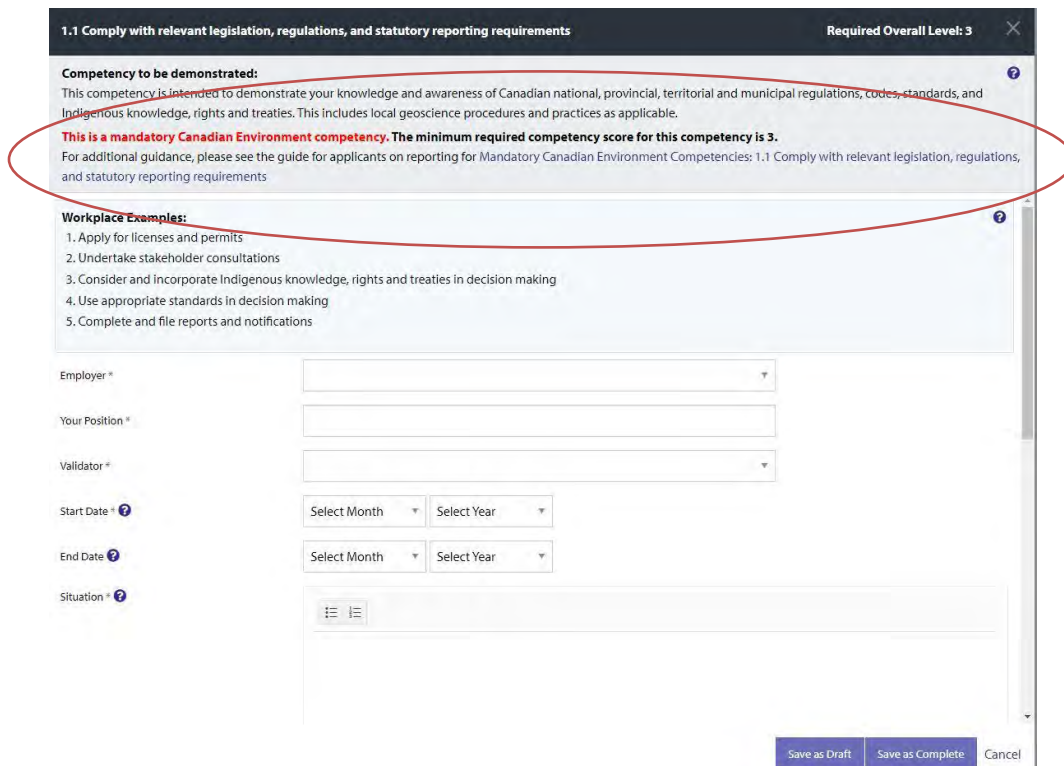 1.1 Comply with relevant legislation, regulations, and statutory reporting requirements Required Overall Level: 3
Competency to be demonstrated:
This competency is intended to demonstrate your knowledge and awareness of Canadian national, provincial, territorial and municipal regulations, codes, standards, and
Indigenous knowledge, rights and treaties. This includes local geoscience procedures and practices as applicable.
This is a mandatory Canadian Environment competency. The minimum required competency score for this competency is 3.
For additional guidance, please see the guide for applicants on reporting for Mandatory Canadian Environment Competencies: 1.1 Comply with relevant legislation, regulations,
and statutory reporting requirements
Workplace Examples:
1. Apply for licenses and permits
2. Undertake stakeholder consultations
3. Consider and incorporate Indigenous knowledge, rights and treaties in decision making
4. Use appropriate standards in decision making
5. Complete and file reports and notifications
Employer *
Your Position *
Validator *
Start Date * Select Month Select Year
End Date Select Month Select Year
Situation *
Save as Draft Save as Complete Cancel